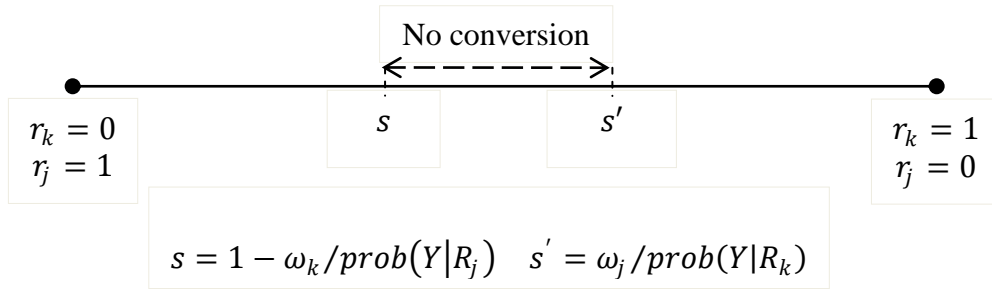 No conversion
s s′
r_k = 0 r_k = 1
r_j = 1 r_j = 0
s = 1 − ω_k/prob(Y|R_j) s′ = ω_j/prob(Y|R_k)